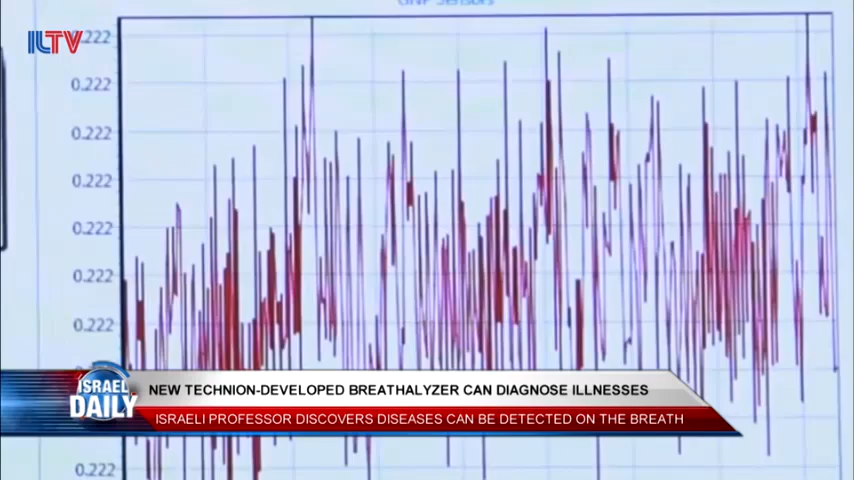 GNP Sensors
ILTV
0.222
0.222
0.222
0.222
0.222
0.222
0.222
0.222
ISRAEL
DAILY
NEW TECHNION-DEVELOPED BREATHALYZER CAN DIAGNOSE ILLNESSES
ISRAELI PROFESSOR DISCOVERS DISEASES CAN BE DETECTED ON THE BREATH